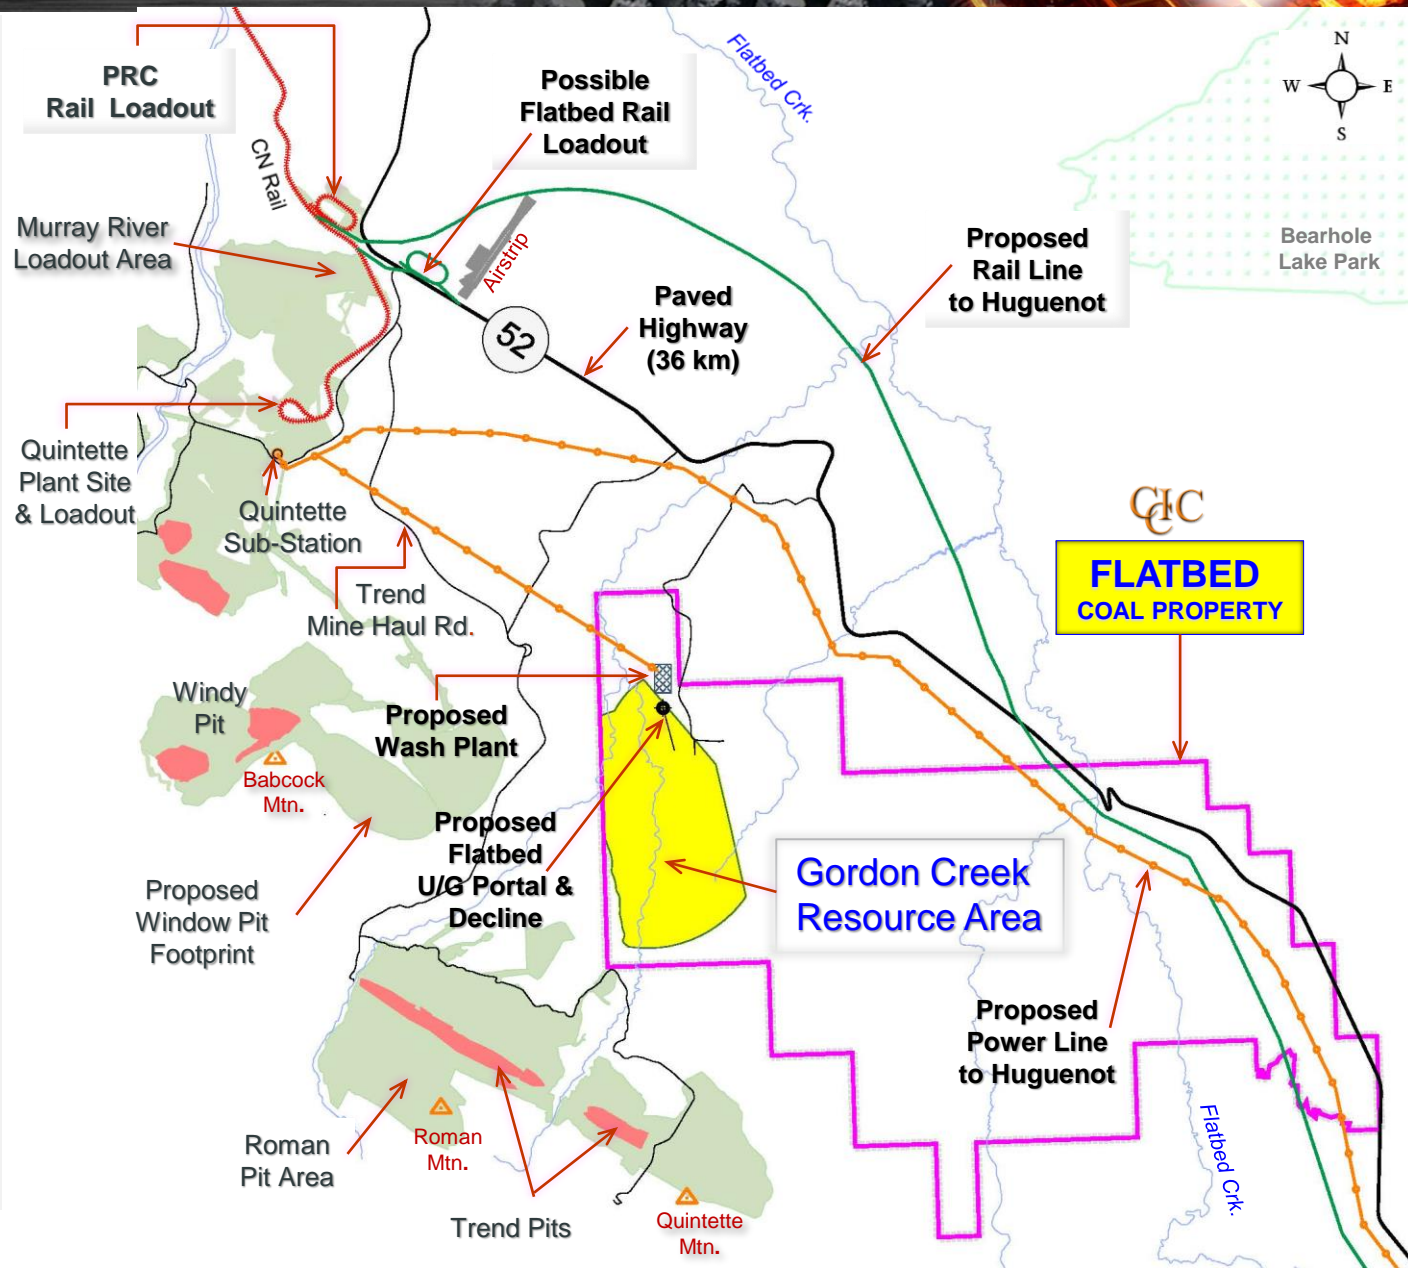 PRC
Rail Loadout
Possible
Flatbed Rail
Loadout
Flatbed Crk.
N
W
E
S
CN Rail
Murray River
Loadout Area
Airstrip
Bearhole
Lake Park
Proposed
Rail Line
to Huguenot
Paved
Highway
(36 km)
52
Quintette
Plant Site
& Loadout
Quintette
Sub-Station
CCIC
FLATBED
COAL PROPERTY
Trend
Mine Haul Rd.
Windy
Pit
Proposed
Wash Plant
Babcock
Mtn.
Proposed
Flatbed
U/G Portal &
Decline
Gordon Creek
Resource Area
Proposed
Window Pit
Footprint
Proposed
Power Line
to Huguenot
Roman
Pit Area
Roman
Mtn.
Flatbed Crk.
Trend Pits
Quintette
Mtn.